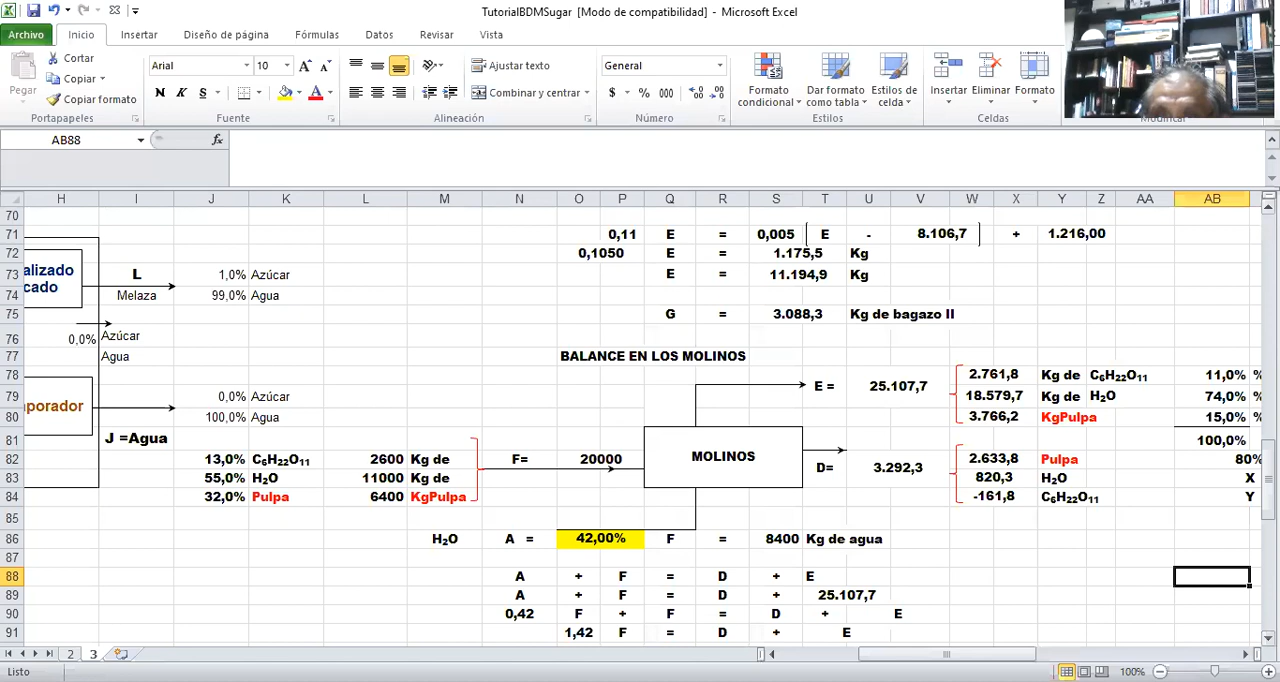 TutorialBDMSugar [Modo de compatibilidad] - Microsoft Excel
Archivo Inicio Insertar Diseño de página Fórmulas Datos Revisar Vista
Pegar
Cortar
Copiar
Copiar formato
Portapapeles
Arial 10
N K S
Fuente
Ajustar texto
Combinar y centrar
Alineación
General
$ % 000
Número
Formato condicional
Dar formato como tabla
Estilos de celda
Estilos
Insertar Eliminar Formato
Celdas
Modificar
AB88 fx
H I J K L M N O P Q R S T U V W X Y Z AA AB
70
71 0,11 E = 0,005 E - 8.106,7 + 1.216,00
72 0,1050 E = 1.175,5 Kg
73 alizado L 1,0% Azúcar E = 11.194,9 Kg
cado
74 Melaza 99,0% Agua
75 G = 3.088,3 Kg de bagazo II
76 0,0% Azúcar
77 Agua BALANCE EN LOS MOLINOS
78 2.761,8 Kg de C6H22O11 11,0% %
E = 25.107,7
79 0,0% Azúcar 18.579,7 Kg de H2O 74,0% %
porador
80 100,0% Agua 3.766,2 KgPulpa 15,0% %
81 J =Agua 100,0%
82 13,0% C6H22O11 2600 Kg de F= 20000 MOLINOS 2.633,8 Pulpa 80%
D= 3.292,3
83 55,0% H2O 11000 Kg de 820,3 H2O X
84 32,0% Pulpa 6400 KgPulpa -161,8 C6H22O11 Y
85
86 H2O A = 42,00% F = 8400 Kg de agua
87
88 A + F = D + E
89 A + F = D + 25.107,7
90 0,42 F + F = D + E
91 1,42 F = D + E
2 3
Listo 100%